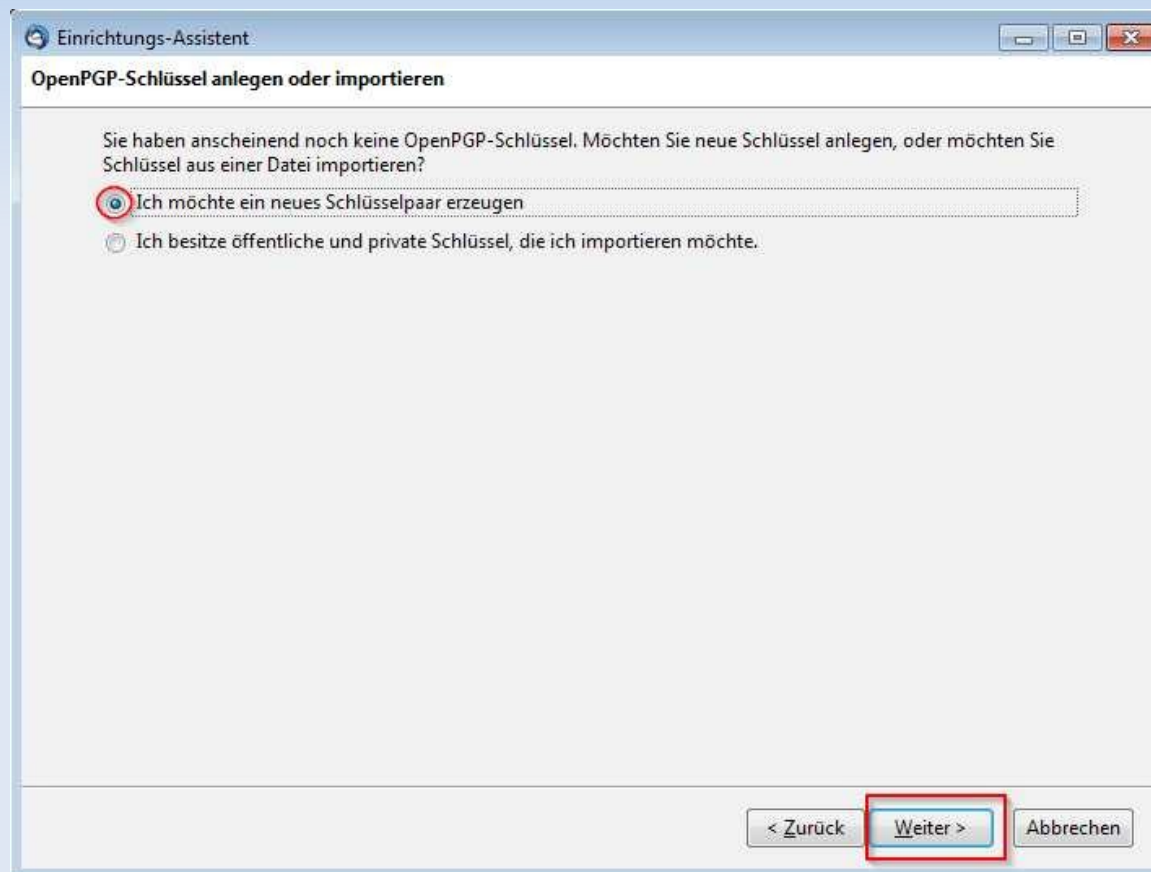 Einrichtungs-Assistent
OpenPGP-Schlüssel anlegen oder importieren
Sie haben anscheinend noch keine OpenPGP-Schlüssel. Möchten Sie neue Schlüssel anlegen, oder möchten Sie
Schlüssel aus einer Datei importieren?
Ich möchte ein neues Schlüsselpaar erzeugen
Ich besitze öffentliche und private Schlüssel, die ich importieren möchte.
< Zurück
Weiter >
Abbrechen